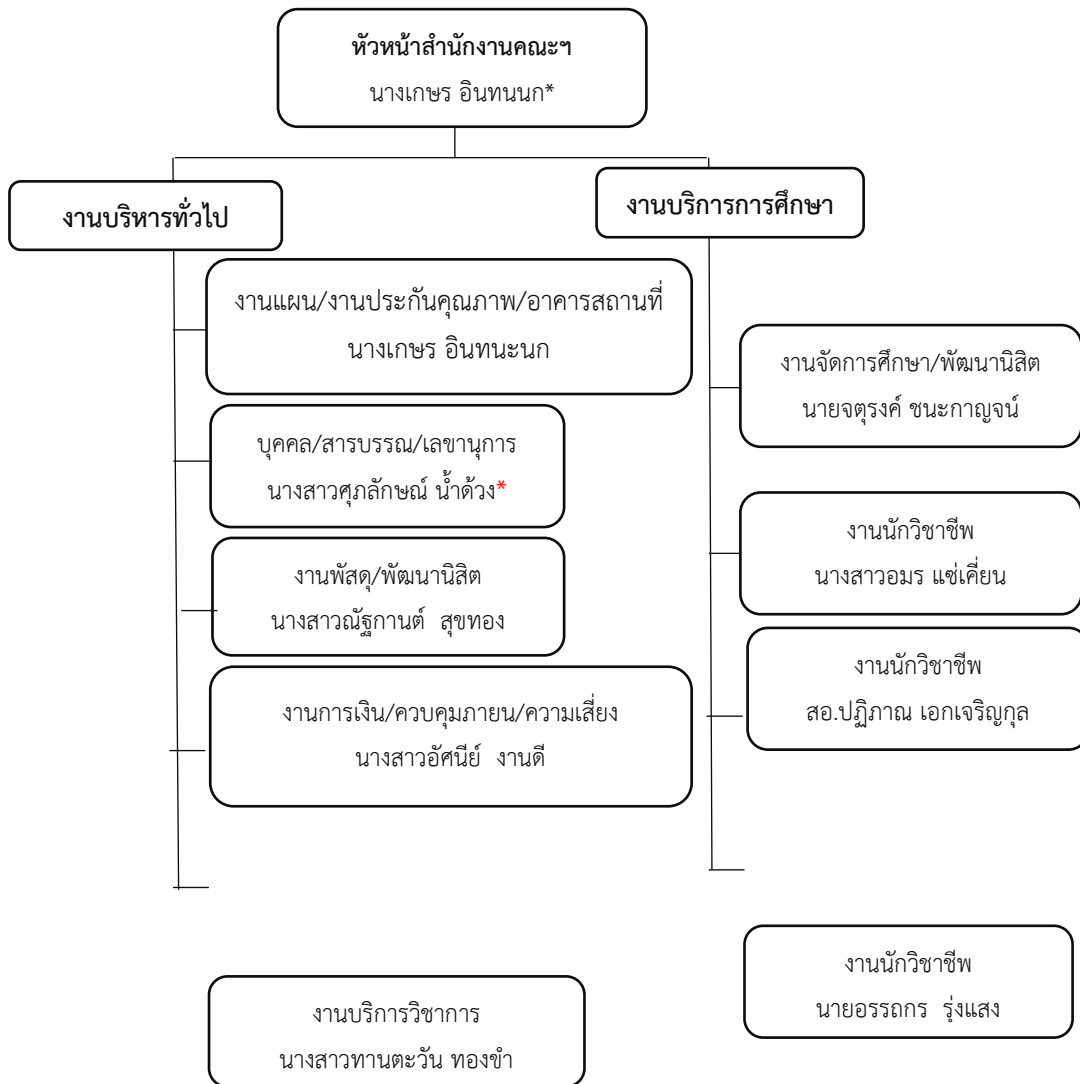 หัวหน้าสำนักงานคณะฯ
นางเกษร อินทนนก*
งานบริหารทั่วไป
งานแผน/งานประกันคุณภาพ/อาคารสถานที่
นางเกษร อินทนะนก
บุคคล/สารบรรณ/เลขานุการ
นางสาวศุภลักษณ์ น้ำด้วง*
งานพัสดุ/พัฒนานิสิต
นางสาวณัฐกานต์ สุขทอง
งานการเงิน/ควบคุมภายน/ความเสี่ยง
นางสาวอัศนีย์ งานดี
งานบริการวิชาการ
นางสาวทานตะวัน ทองขำ
งานบริการการศึกษา
งานจัดการศึกษา/พัฒนานิสิต
นายจตุรงค์ ชนะกาญจน์
งานนักวิชาชีพ
นางสาวอมร แซ่เคี่ยน
งานนักวิชาชีพ
สอ.ปฏิภาณ เอกเจริญกุล
งานนักวิชาชีพ
นายอรรถกร รุ่งแสง